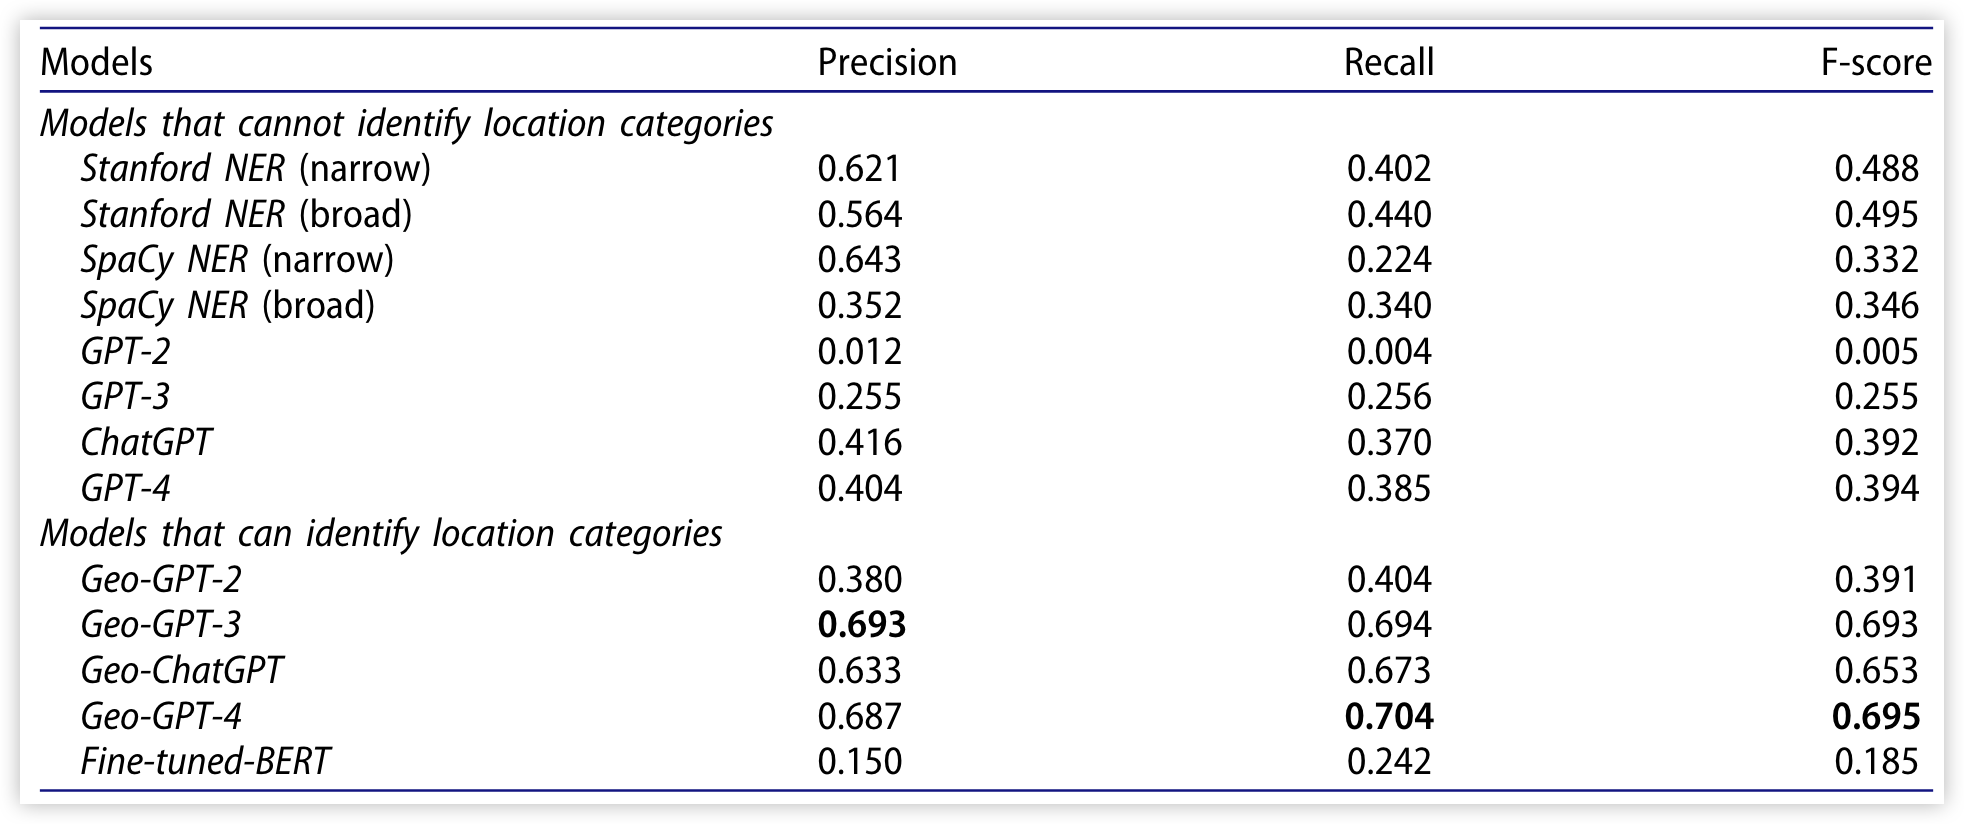 Models Precision Recall F-score
Models that cannot identify location categories
Stanford NER (narrow) 0.621 0.402 0.488
Stanford NER (broad) 0.564 0.440 0.495
SpaCy NER (narrow) 0.643 0.224 0.332
SpaCy NER (broad) 0.352 0.340 0.346
GPT-2 0.012 0.004 0.005
GPT-3 0.255 0.256 0.255
ChatGPT 0.416 0.370 0.392
GPT-4 0.404 0.385 0.394
Models that can identify location categories
Geo-GPT-2 0.380 0.404 0.391
Geo-GPT-3 0.693 0.694 0.693
Geo-ChatGPT 0.633 0.673 0.653
Geo-GPT-4 0.687 0.704 0.695
Fine-tuned-BERT 0.150 0.242 0.185